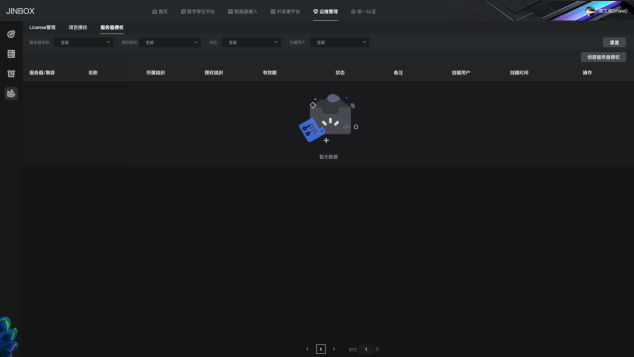 JINBOX
首页 数字孪生平台 数据源接入 开发者平台 运维管理 统一认证
License管理 项目授权 服务器授权
服务器名称 全部 授权组织 全部 状态 全部 创建用户 全部 重置
创建服务器授权
服务器/集群 名称 所属组织 授权组织 有效期 状态 备注 创建用户 创建时间 操作
暂无数据
1 前往 1 页